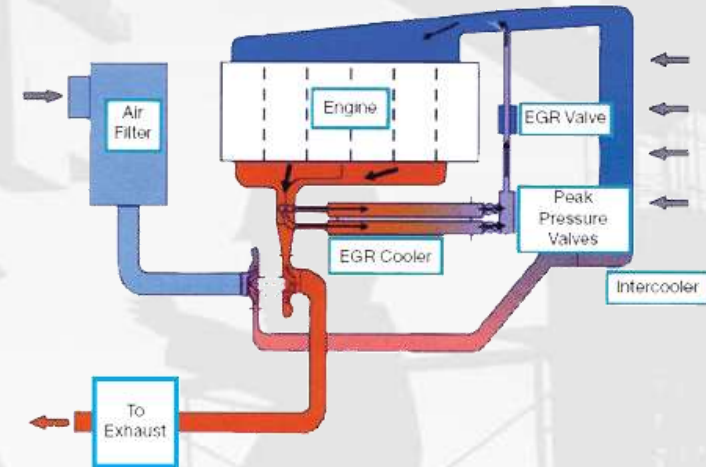 Air
Filter
Engine
EGR Valve
Peak
Pressure
Valves
EGR Cooler
Intercooler
To
Exhaust